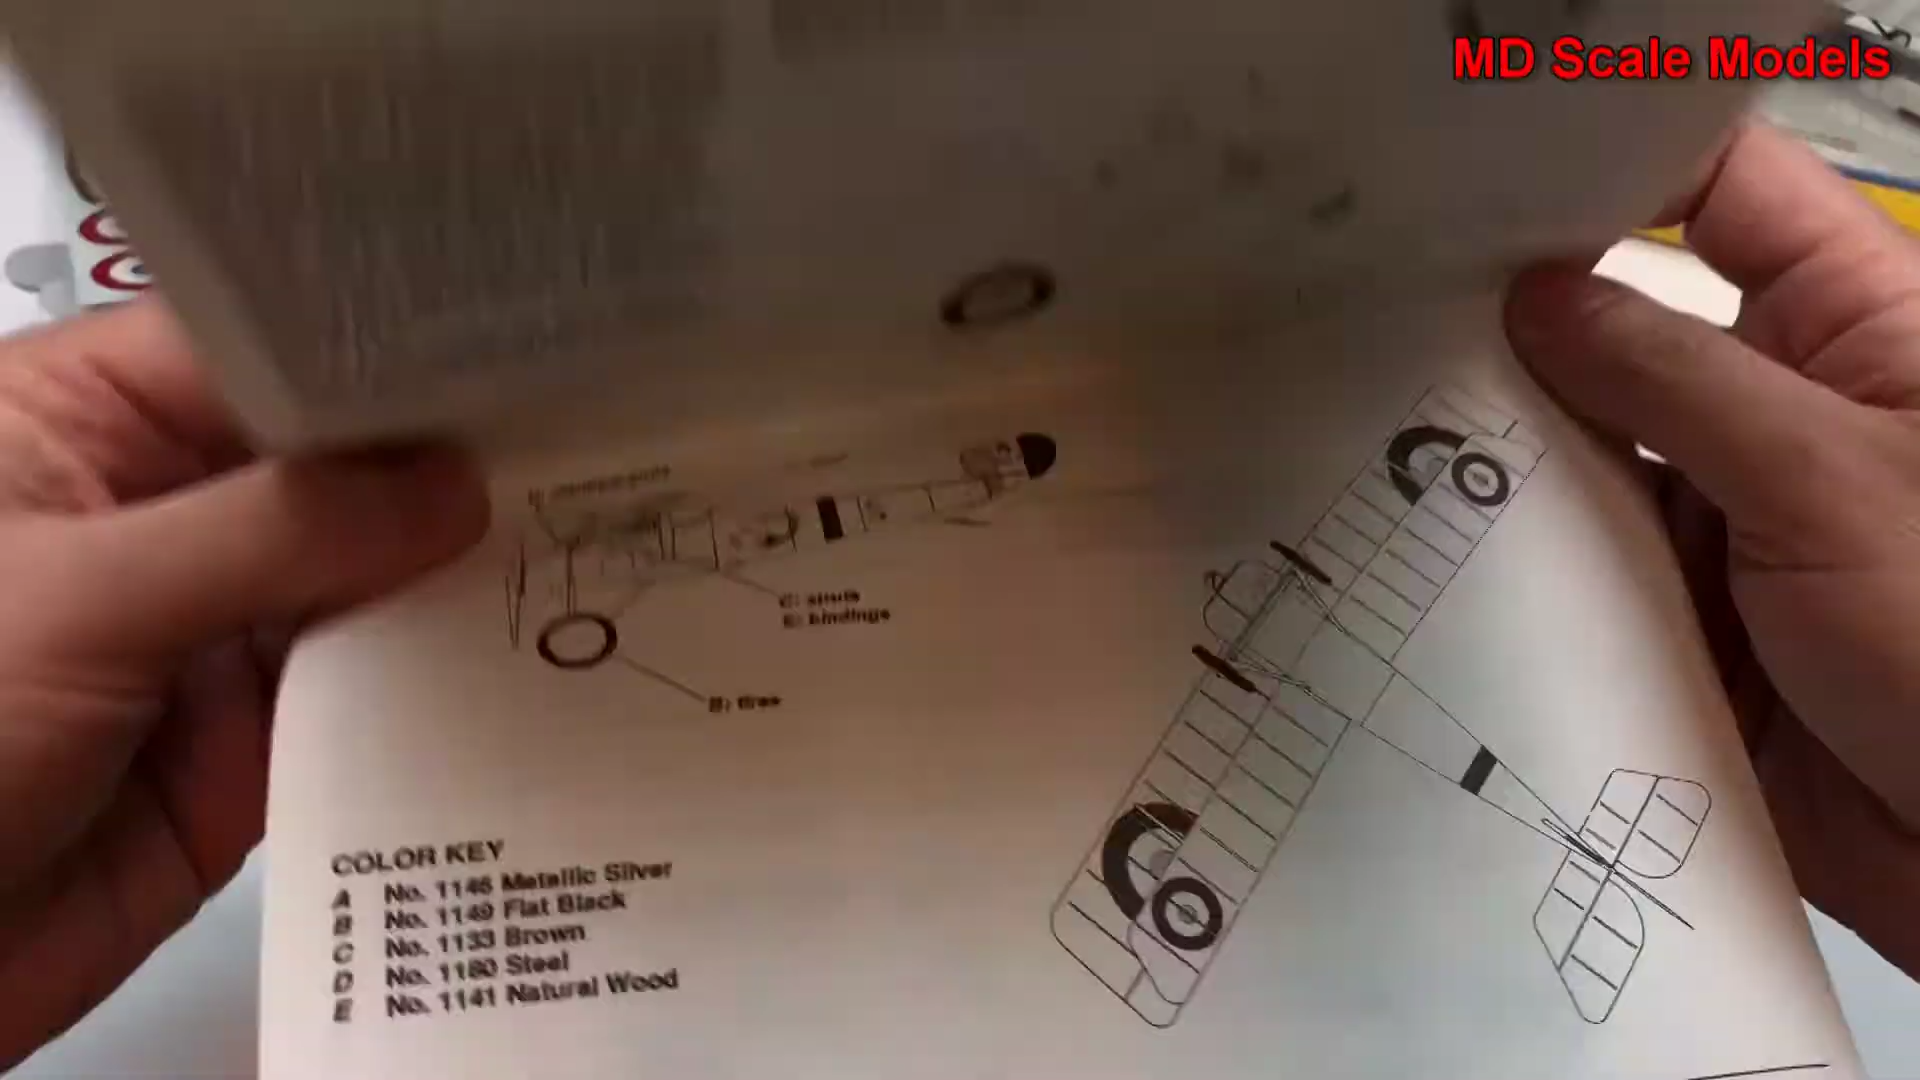 MD Scale Models
C: struts
E: bindings
B: tires
COLOR KEY
A No. 1146 Metallic Silver
B No. 1149 Flat Black
C No. 1133 Brown
D No. 1180 Steel
E No. 1141 Natural Wood